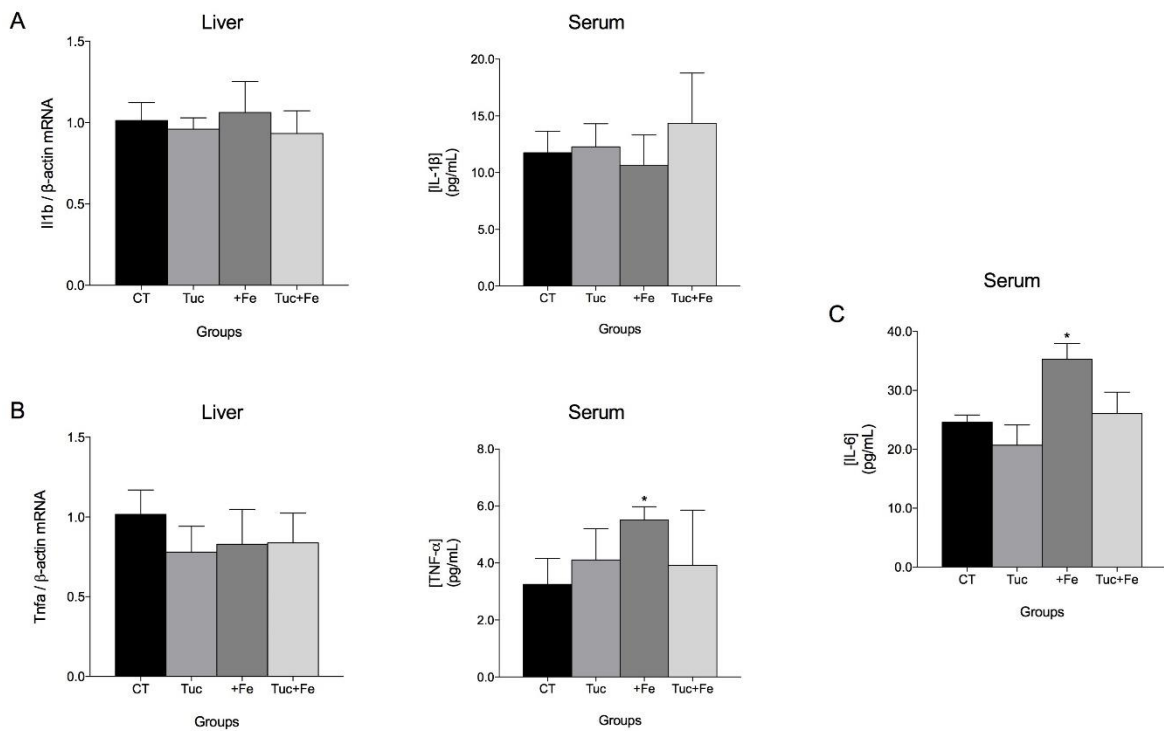 A
Liver
Il1b / β-actin mRNA
1.5
1.0
0.5
0.0
CT Tuc +Fe Tuc+Fe
Groups
Serum
[IL-1β]
(pg/mL)
20.0
15.0
10.0
5.0
0.0
CT Tuc +Fe Tuc+Fe
Groups
B
Liver
Tnfa / β-actin mRNA
1.5
1.0
0.5
0.0
CT Tuc +Fe Tuc+Fe
Groups
Serum
[TNF-α]
(pg/mL)
8.0
6.0
4.0
2.0
0.0
*
CT Tuc +Fe Tuc+Fe
Groups
C
Serum
[IL-6]
(pg/mL)
40.0
30.0
20.0
10.0
0.0
*
CT Tuc +Fe Tuc+Fe
Groups